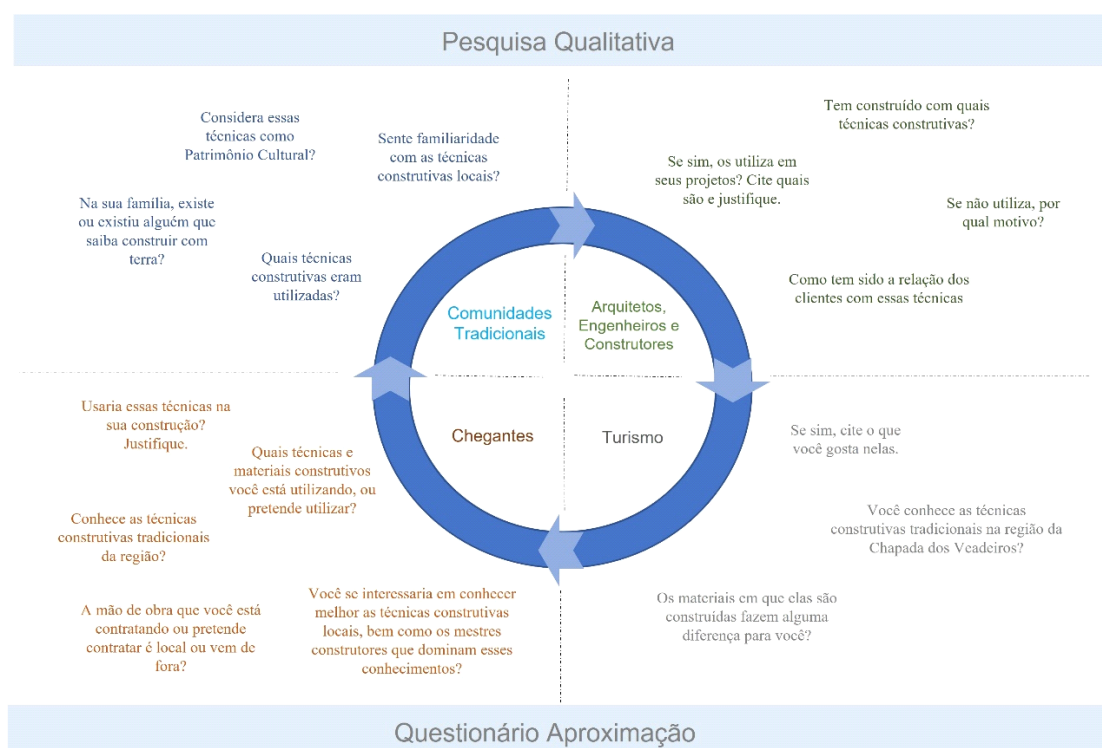 Pesquisa Qualitativa
Considera essas
técnicas como
Patrimônio Cultural?
Sente familiaridade
com as técnicas
construtivas locais?
Na sua família, existe
ou existiu alguém que
saiba construir com
terra?
Quais técnicas
construtivas eram
utilizadas?
Comunidades
Tradicionais
Tem construído com quais
técnicas construtivas?
Se sim, os utiliza em
seus projetos? Cite quais
são e justifique.
Se não utiliza, por
qual motivo?
Como tem sido a relação dos
clientes com essas técnicas
Arquitetos,
Engenheiros e
Construtores
Usaria essas técnicas na
sua construção?
Justifique.
Quais técnicas e
materiais construtivos
você está utilizando, ou
pretende utilizar?
Chegantes
Conhece as técnicas
construtivas tradicionais
da região?
A mão de obra que você está
contratando ou pretende
contratar é local ou vem de
fora?
Você se interessaria em conhecer
melhor as técnicas construtivas
locais, bem como os mestres
construtores que dominam esses
conhecimentos?
Turismo
Se sim, cite o que
você gosta nelas.
Você conhece as técnicas
construtivas tradicionais na região da
Chapada dos Veadeiros?
Os materiais em que elas são
construídas fazem alguma
diferença para você?
Questionário Aproximação